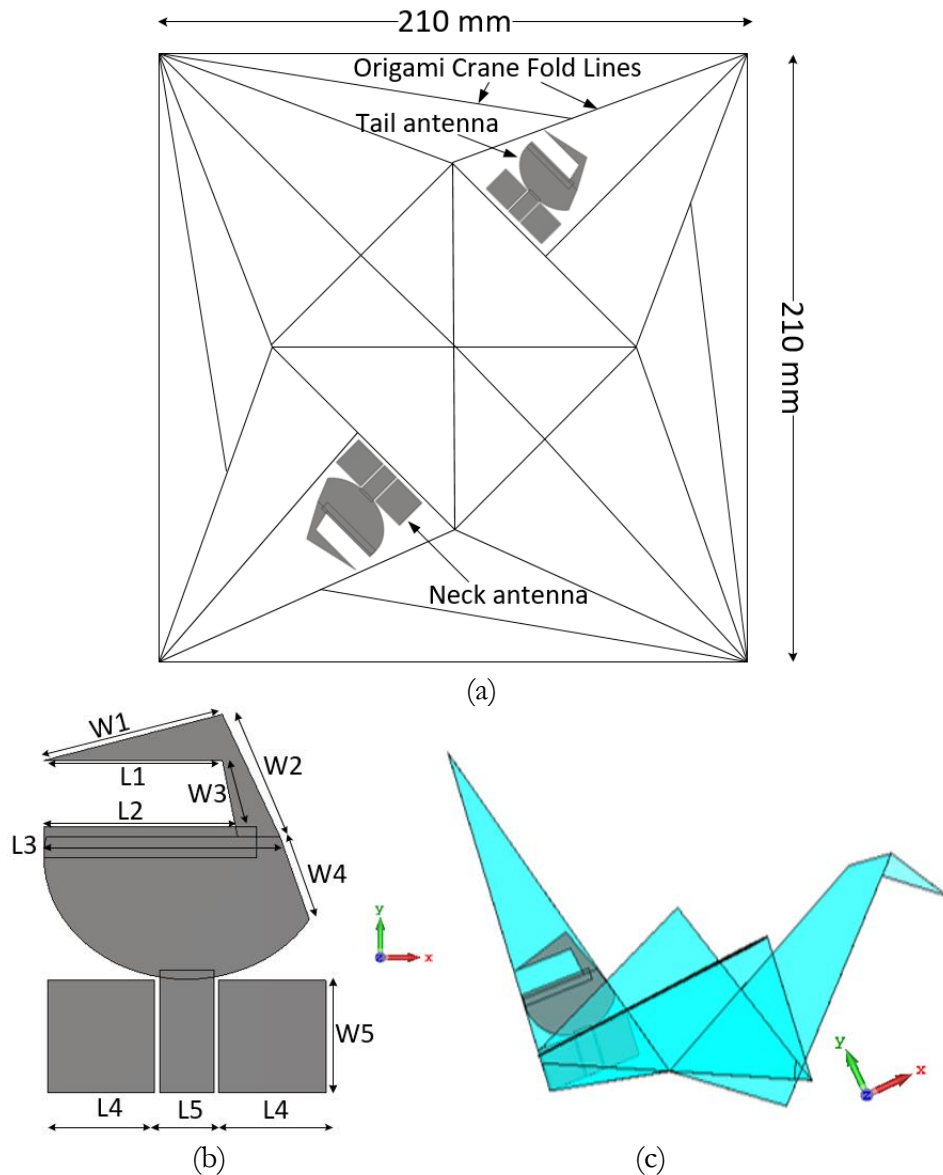 210 mm
Origami Crane Fold Lines
Tail antenna
210 mm
Neck antenna
(a)
W1
L1
W2
W3
L2
L3
W4
W5
L4
L5
L4
(b)
y
x
z
y
x
z
(c)